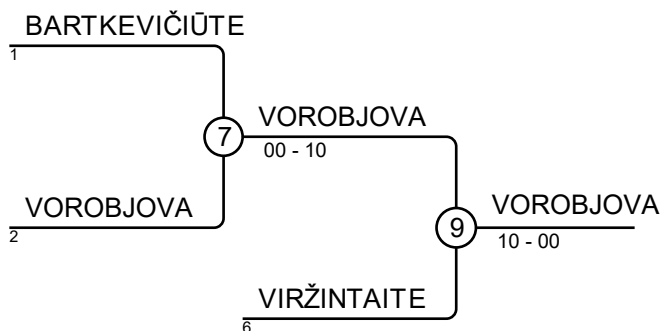 BARTKEVIČIŪTE
1
7
VOROBJOVA
00 - 10
VOROBJOVA
2
9
VOROBJOVA
10 - 00
VIRŽINTAITE
6